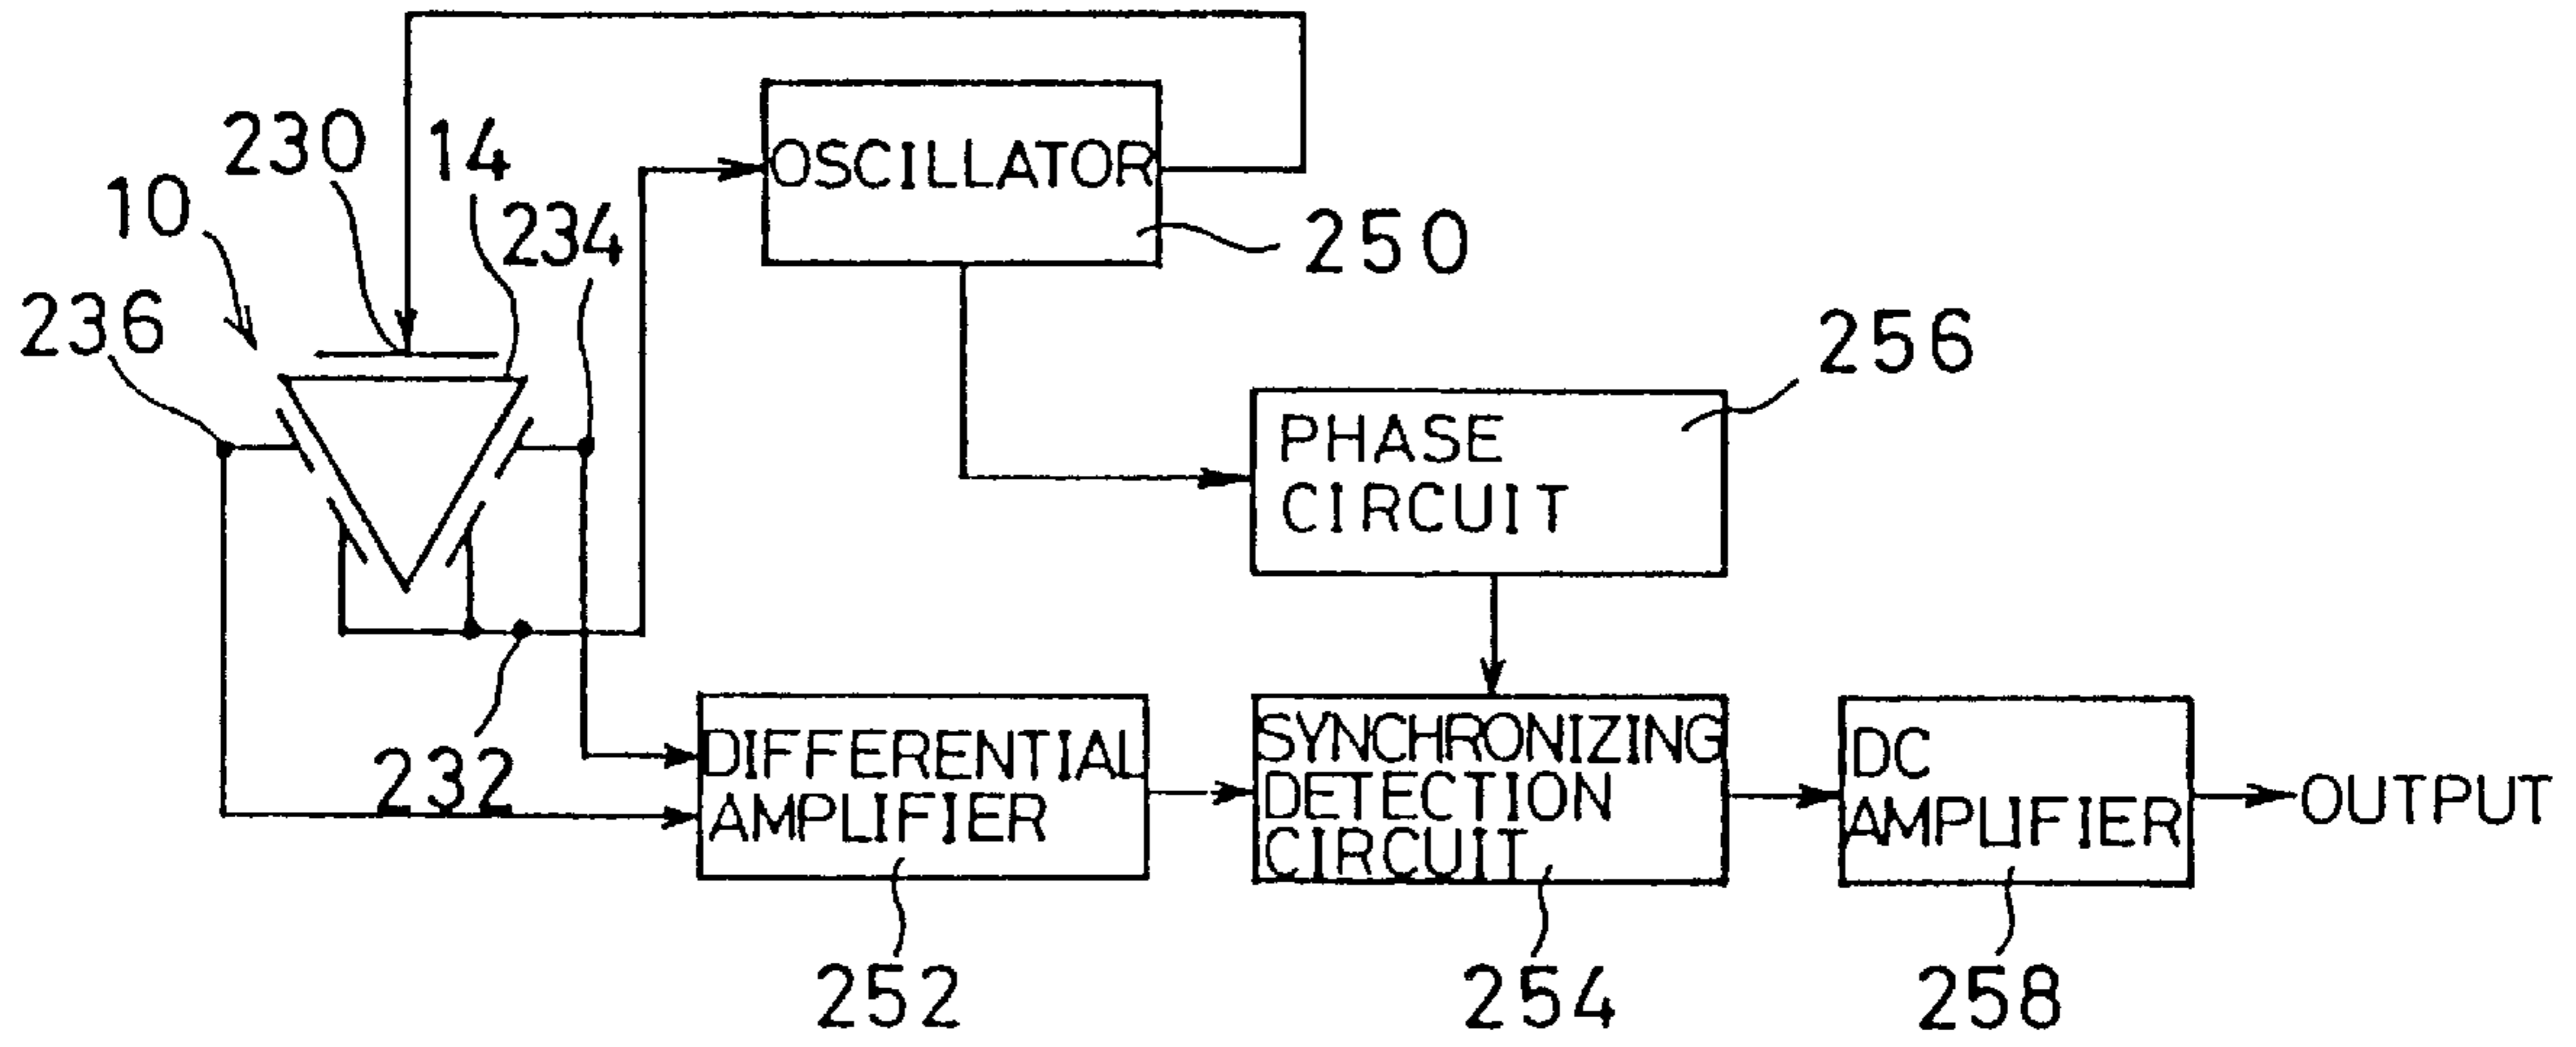 230
14
OSCILLATOR
10
234
250
236
256
PHASE
CIRCUIT
232
DIFFERENTIAL
AMPLIFIER
SYNCHRONIZING
DETECTION
CIRCUIT
DC
AMPLIFIER
OUTPUT
252
254
258